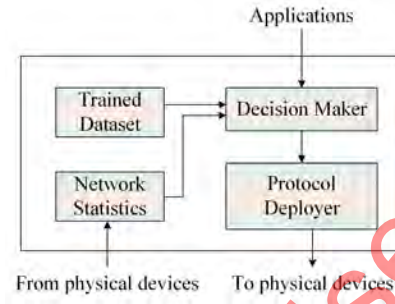 Applications
Trained
Dataset
Decision Maker
Network
Statistics
Protocol
Deployer
From physical devices
To physical devices